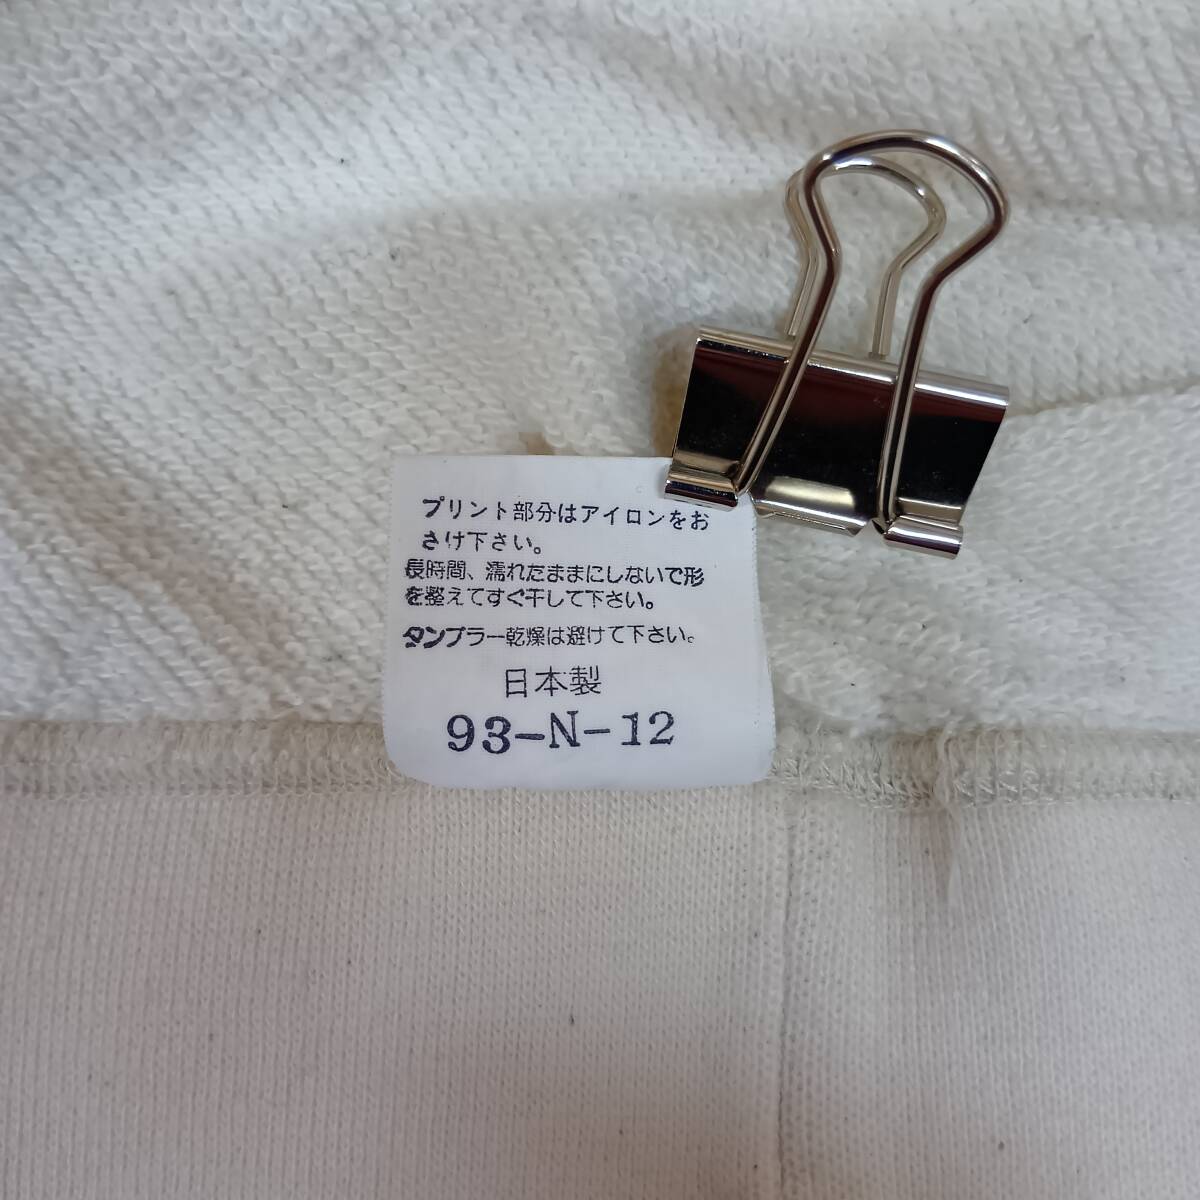 プリント部分はアイロンをお
さけ下さい。
長時間、濡れたままにしないで形
を整えてすぐ干して下さい。
タンブラー乾燥は避けて下さい。
日本製
93-N-12